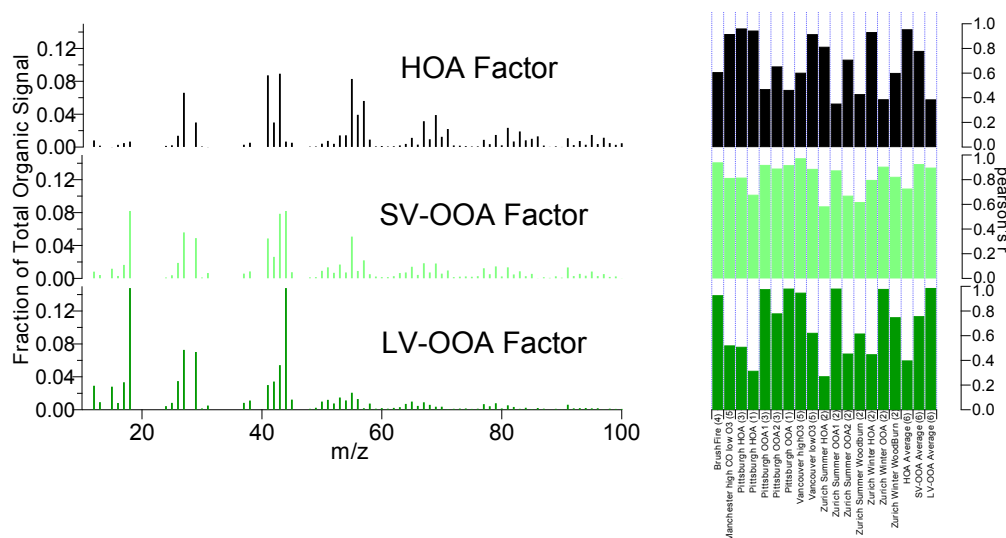 Fraction of Total Organic Signal
0.12
0.08
0.04
0.00
HOA Factor
0.12
0.08
0.04
0.00
SV-OOA Factor
0.12
0.08
0.04
0.00
LV-OOA Factor
20
40
60
80
100
m/z
1.0
0.8
0.6
0.4
0.2
0.0
1.0
0.8
0.6
0.4
0.2
0.0
1.0
0.8
0.6
0.4
0.2
0.0
pearson's r
BrushFire (4)
Manchester high CO low O3 (5
Pittsburgh HOA (3)
Pittsburgh HOA (1)
Pittsburgh OOA1 (3)
Pittsburgh OOA2 (3)
Pittsburgh OOA (1)
Vancouver highO3 (5)
Vancouver lowO3 (5)
Zurich Summer HOA (2)
Zurich Summer OOA1 (2)
Zurich Summer OOA2 (2)
Zurich Summer Woodburn (2
Zurich Winter HOA (2)
Zurich Winter OOA (2)
Zurich Winter WoodBurn (2
HOA Average (6)
SV-OOA Average (6)
LV-OOA Average (6)